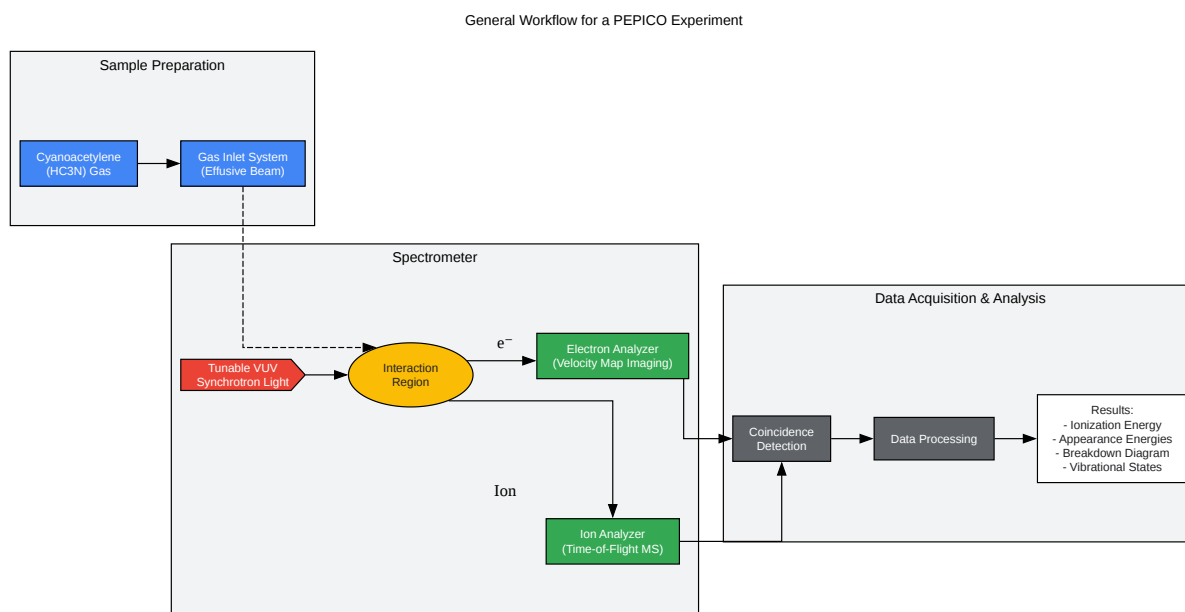 General Workflow for a PEPICO Experiment
Sample Preparation
Cyanoacetylene
(HC3N) Gas
Gas Inlet System
(Effusive Beam)
Spectrometer
Tunable VUV
Synchrotron Light
Interaction
Region
e⁻
Electron Analyzer
(Velocity Map Imaging)
Ion
Ion Analyzer
(Time-of-Flight MS)
Data Acquisition & Analysis
Coincidence
Detection
Data Processing
Results:
- Ionization Energy
- Appearance Energies
- Breakdown Diagram
- Vibrational States